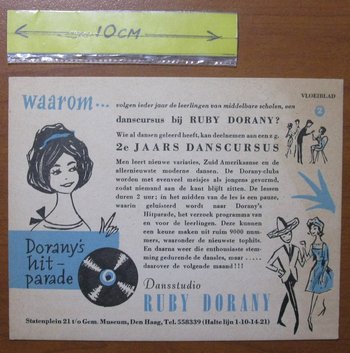 10CM
VLOEIBLAD
2
waarom...
volgen ieder jaar de leerlingen van middelbare scholen, een
danscursus bij RUBY DORANY?
Wie al dansen geleerd heeft, kan deelnemen aan een z.g.
2e JAARS DANSCURSUS
Men leert nieuwe variaties, Zuid Amerikaanse en de
allernieuwste moderne dansen. De Dorany-clubs
worden met evenveel meisjes als jongens gevormd,
zodat niemand aan de kant blijft zitten. De lessen
duren 2 uur; in het midden van de les is een pauze,
waarin geluisterd wordt naar Dorany's
Hitparade, het verzoek programma van
en voor de leerlingen. Deze kunnen
een keuze maken uit ruim 9000 nummers,
waaronder de nieuwste tophits.
En daarna weer die enthousiaste stemming
gedurende de dansles, maar .....
daarover de volgende maand!!!
Dorany's
hit-
parade
Dansstudio
RUBY DORANY
Statenplein 21 t/o Gem. Museum, Den Haag, Tel. 558339 (Halte lijn 1-10-14-21)